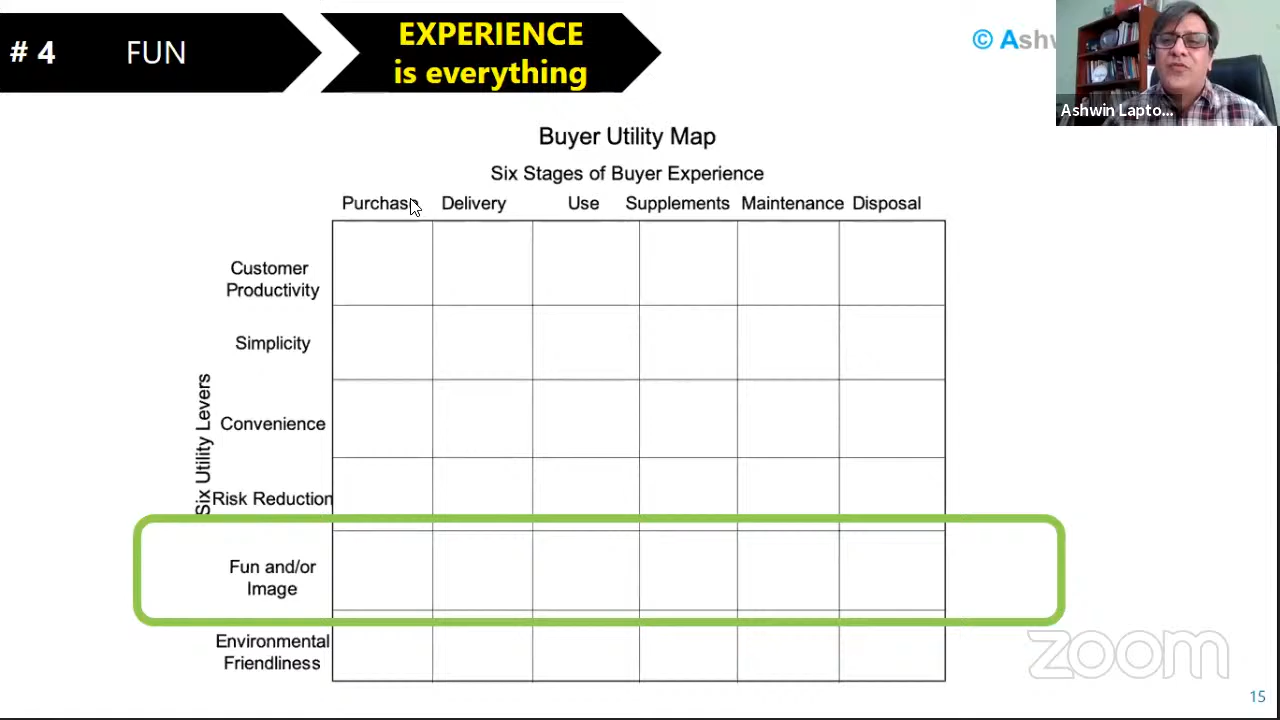 # 4 FUN
EXPERIENCE
is everything
© Ashw
Ashwin Lapto...
Buyer Utility Map
Six Stages of Buyer Experience
Purchase Delivery Use Supplements Maintenance Disposal
Six Utility Levers
Customer
Productivity
Simplicity
Convenience
Risk Reduction
Fun and/or
Image
Environmental
Friendliness
zoom
15